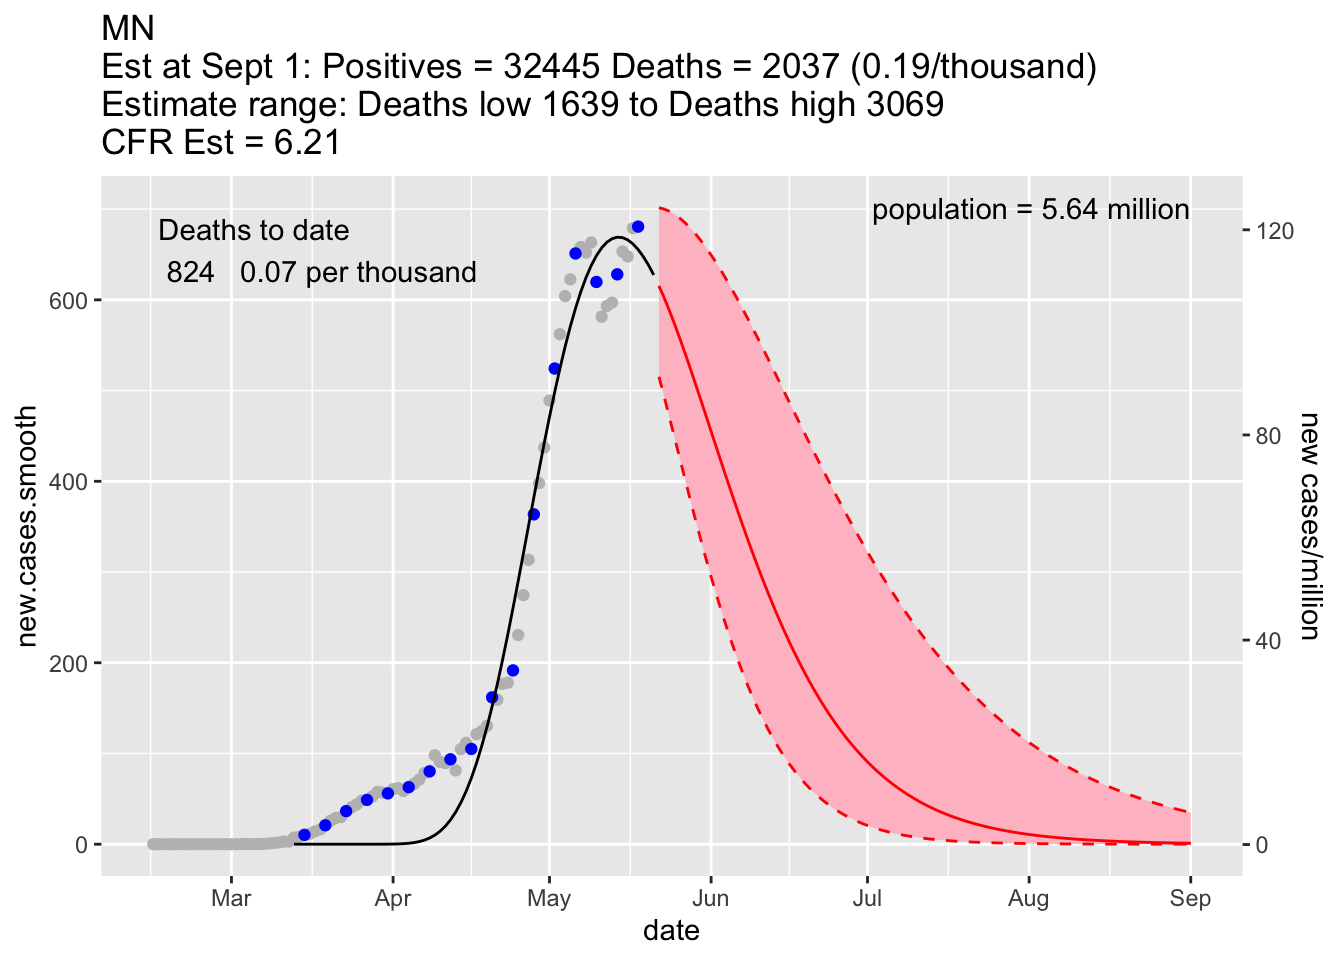 MN
Est at Sept 1: Positives = 32445 Deaths = 2037 (0.19/thousand)
Estimate range: Deaths low 1639 to Deaths high 3069
CFR Est = 6.21
Deaths to date
824 0.07 per thousand
population = 5.64 million
new.cases.smooth
600
400
200
0
120
80
40
0
new cases/million
Mar Apr May Jun Jul Aug Sep
date